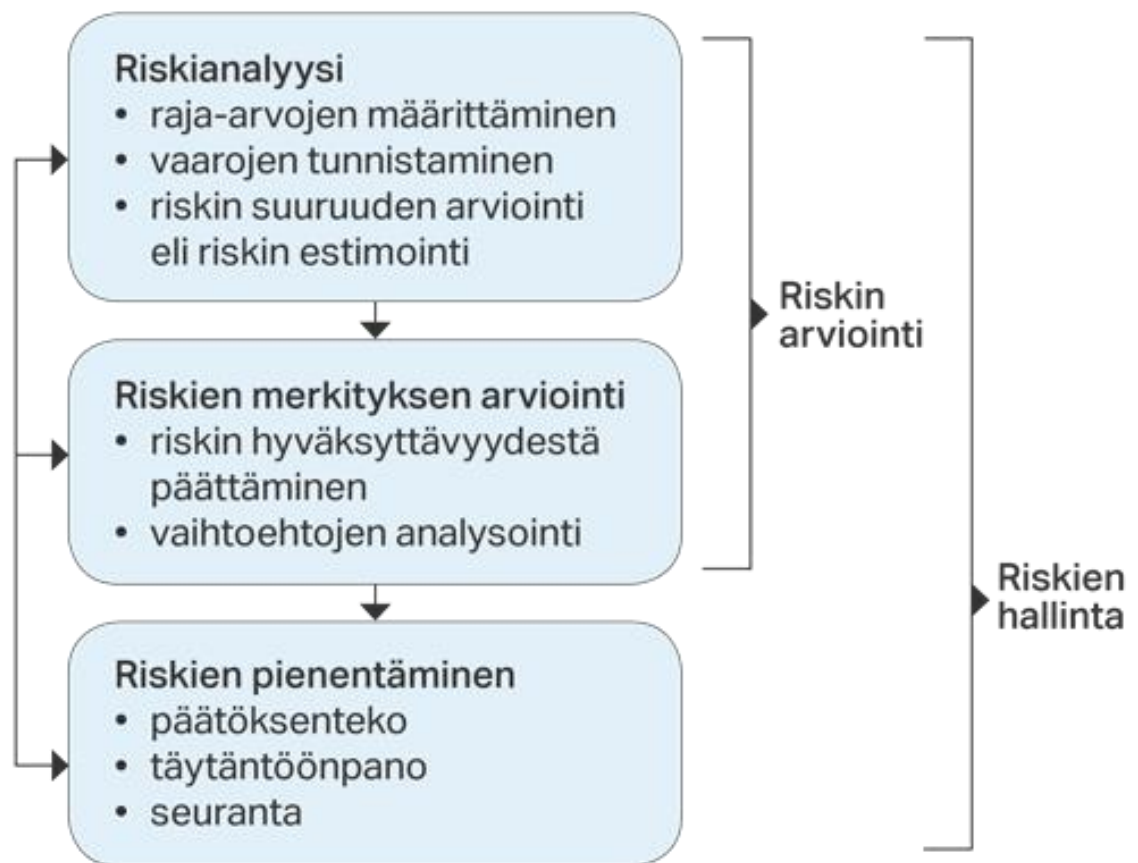 Riskianalyysi
• raja-arvojen määrittäminen
• vaarojen tunnistaminen
• riskin suuruuden arviointi
eli riskin estimointi
Riskien merkityksen arviointi
• riskin hyväksyttävyydestä
päättäminen
• vaihtoehtojen analysointi
Riskien pienentäminen
• päätöksenteko
• täytäntöönpano
• seuranta
Riskin
arviointi
Riskien
hallinta